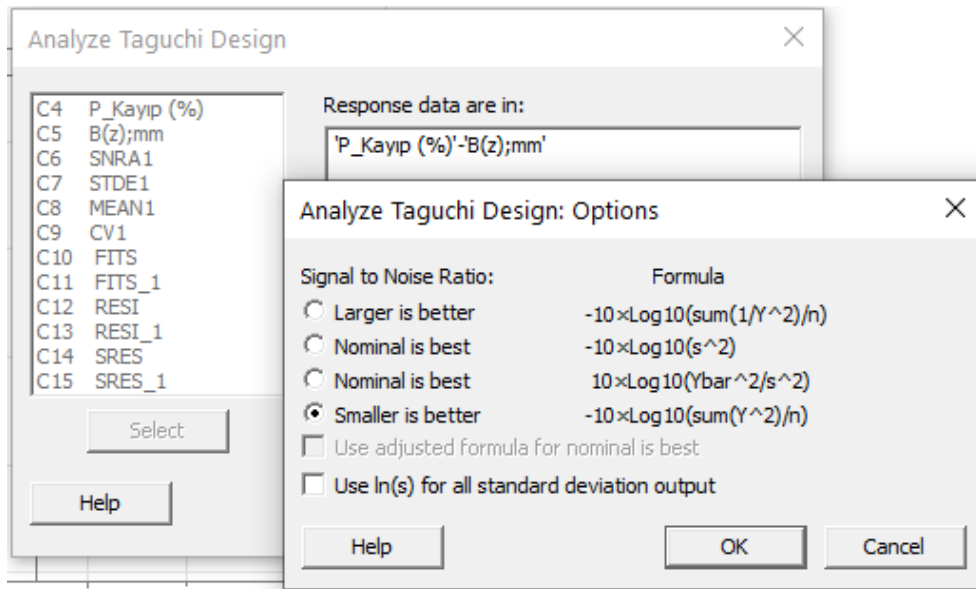 Analyze Taguchi Design
C4 P_Kayıp (%)
C5 B(z);mm
C6 SNRA1
C7 STDE1
C8 MEAN1
C9 CV1
C10 FITS
C11 FITS_1
C12 RESI
C13 RESI_1
C14 SRES
C15 SRES_1
Select
Help
Response data are in:
'P_Kayıp (%)'-'B(z);mm'
Analyze Taguchi Design: Options
Signal to Noise Ratio: Formula
Larger is better -10×Log10(sum(1/Y^2)/n)
Nominal is best -10×Log10(s^2)
Nominal is best 10×Log10(Ybar^2/s^2)
Smaller is better -10×Log10(sum(Y^2)/n)
Use adjusted formula for nominal is best
Use ln(s) for all standard deviation output
Help OK Cancel